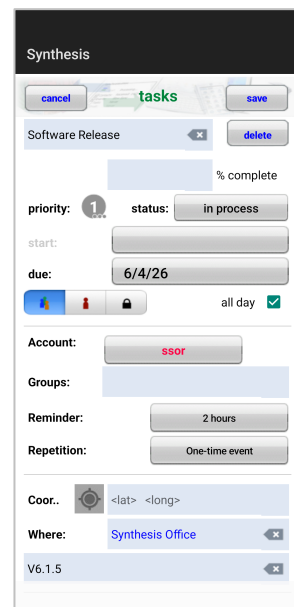 Synthesis
cancel tasks save
Software Release delete
% complete
priority: 1 status: in process
start:
due: 6/4/26
all day
Account: ssor
Groups:
Reminder: 2 hours
Repetition: One-time event
Coor.. <lat> <long>
Where: Synthesis Office
V6.1.5